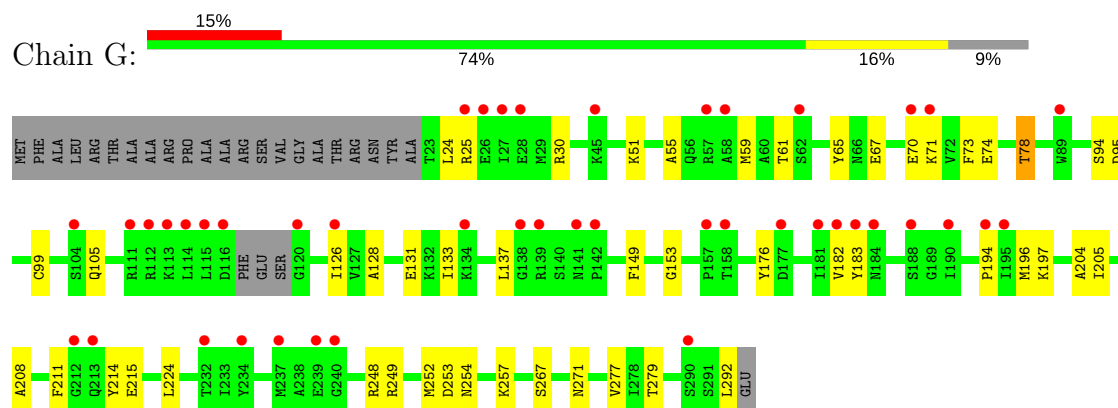 15%
Chain G:
74% 16% 9%
MET PHE ALA LEU ARG THR ALA ALA ARG PRO ALA ALA ARG SER VAL GLY ALA THR ARG ASN TYR ALA T23 L24 R25 E26 I27 E28 M29 R30 K45 K51 A55 Q56 R57 A58 M59 A60 T61 S62 Y65 N66 E67 E70 K71 V72 F73 E74 T78 W89 S94 D95
C99 S104 Q105 R111 R112 K113 L114 L115 D116 PHE GLU SER G120 I126 V127 A128 E131 K132 I133 K134 L137 G138 R139 S140 N141 P142 F149 G153 P157 T158 Y176 D177 I181 V182 Y183 N184 S188 G189 I190 P194 I195 M196 K197 A204 I205
A208 F211 G212 Q213 Y214 E215 L224 T232 I233 Y234 M237 A238 E239 G240 R248 R249 M252 D253 N254 K257 S267 N271 V277 I278 T279 S290 S291 L292 GLU